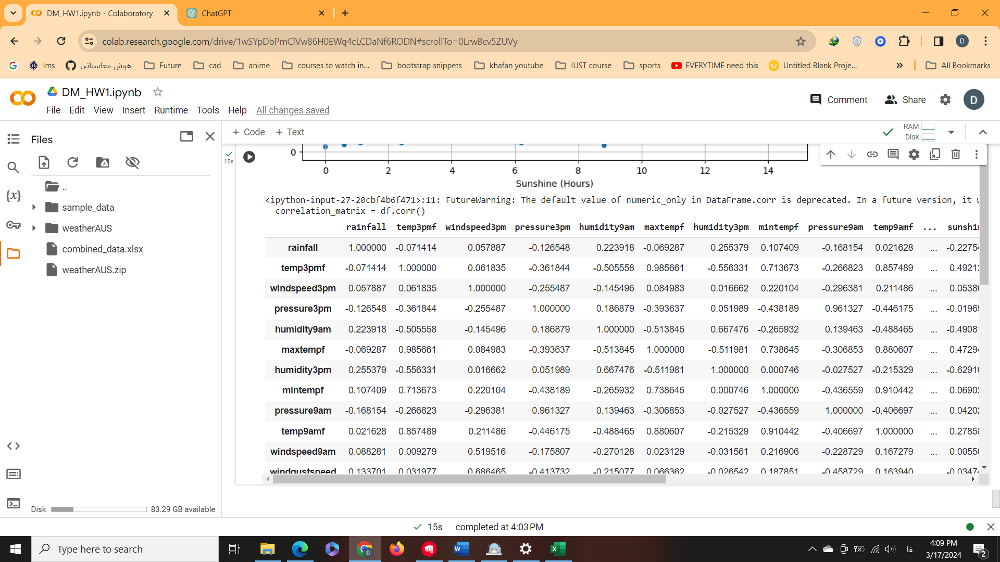 DM_HW1.ipynb - Colaboratory
ChatGPT
colab.research.google.com/drive/1wSYpDbPmClVw86H0EWq4cLCDaNf6RODN#scrollTo=0LrwBcv5ZUVy
D
lms
هوش محاسباتی
Future
cad
anime
courses to watch in...
bootstrap snippets
khafan youtube
IUST course
sports
EVERYTIME need this
Untitled Blank Proje...
All Bookmarks
DM_HW1.ipynb
File Edit View Insert Runtime Tools Help All changes saved
Comment
Share
D
Files
+ Code + Text
RAM
Disk
..
sample_data
weatherAUS
combined_data.xlsx
weatherAUS.zip
Disk 83.29 GB available
15s
0
0 2 4 6 8 10 12 14
Sunshine (Hours)
<ipython-input-27-20cbf4b6f471>:11: FutureWarning: The default value of numeric_only in DataFrame.corr is deprecated. In a future version, it
correlation_matrix = df.corr()
rainfall temp3pmf windspeed3pm pressure3pm humidity9am maxtempf humidity3pm mintempf pressure9am temp9amf ... sunshi
rainfall 1.000000 -0.071414 0.057887 -0.126548 0.223918 -0.069287 0.255379 0.107409 -0.168154 0.021628 ... -0.2275
temp3pmf -0.071414 1.000000 0.061835 -0.361844 -0.505558 0.985661 -0.556331 0.713673 -0.266823 0.857489 ... 0.4921
windspeed3pm 0.057887 0.061835 1.000000 -0.255487 -0.145496 0.084983 0.016662 0.220104 -0.296381 0.211486 ... 0.0538
pressure3pm -0.126548 -0.361844 -0.255487 1.000000 0.186879 -0.393637 0.051989 -0.438189 0.961327 -0.446175 ... -0.0196
humidity9am 0.223918 -0.505558 -0.145496 0.186879 1.000000 -0.513845 0.667476 -0.265932 0.139463 -0.488465 ... -0.4908
maxtempf -0.069287 0.985661 0.084983 -0.393637 -0.513845 1.000000 -0.511981 0.738645 -0.306853 0.880607 ... 0.4729
humidity3pm 0.255379 -0.556331 0.016662 0.051989 0.667476 -0.511981 1.000000 0.000746 -0.027527 -0.215329 ... -0.6291
mintempf 0.107409 0.713673 0.220104 -0.438189 -0.265932 0.738645 0.000746 1.000000 -0.436559 0.910442 ... 0.0690
pressure9am -0.168154 -0.266823 -0.296381 0.961327 0.139463 -0.306853 -0.027527 -0.436559 1.000000 -0.406697 ... 0.0420
temp9amf 0.021628 0.857489 0.211486 -0.446175 -0.488465 0.880607 -0.215329 0.910442 -0.406697 1.000000 ... 0.2785
windspeed9am 0.088281 0.009279 0.519516 -0.175807 -0.270128 0.023129 -0.031561 0.216906 -0.228729 0.167279 ... 0.0055
windgustspeed 0.133701 0.031977 0.686465 -0.413732 -0.215077 0.066362 -0.026542 0.187851 -0.458729 0.163940 ... -0.0347
15s completed at 4:03 PM
Type here to search
فا
4:09 PM
3/17/2024
2